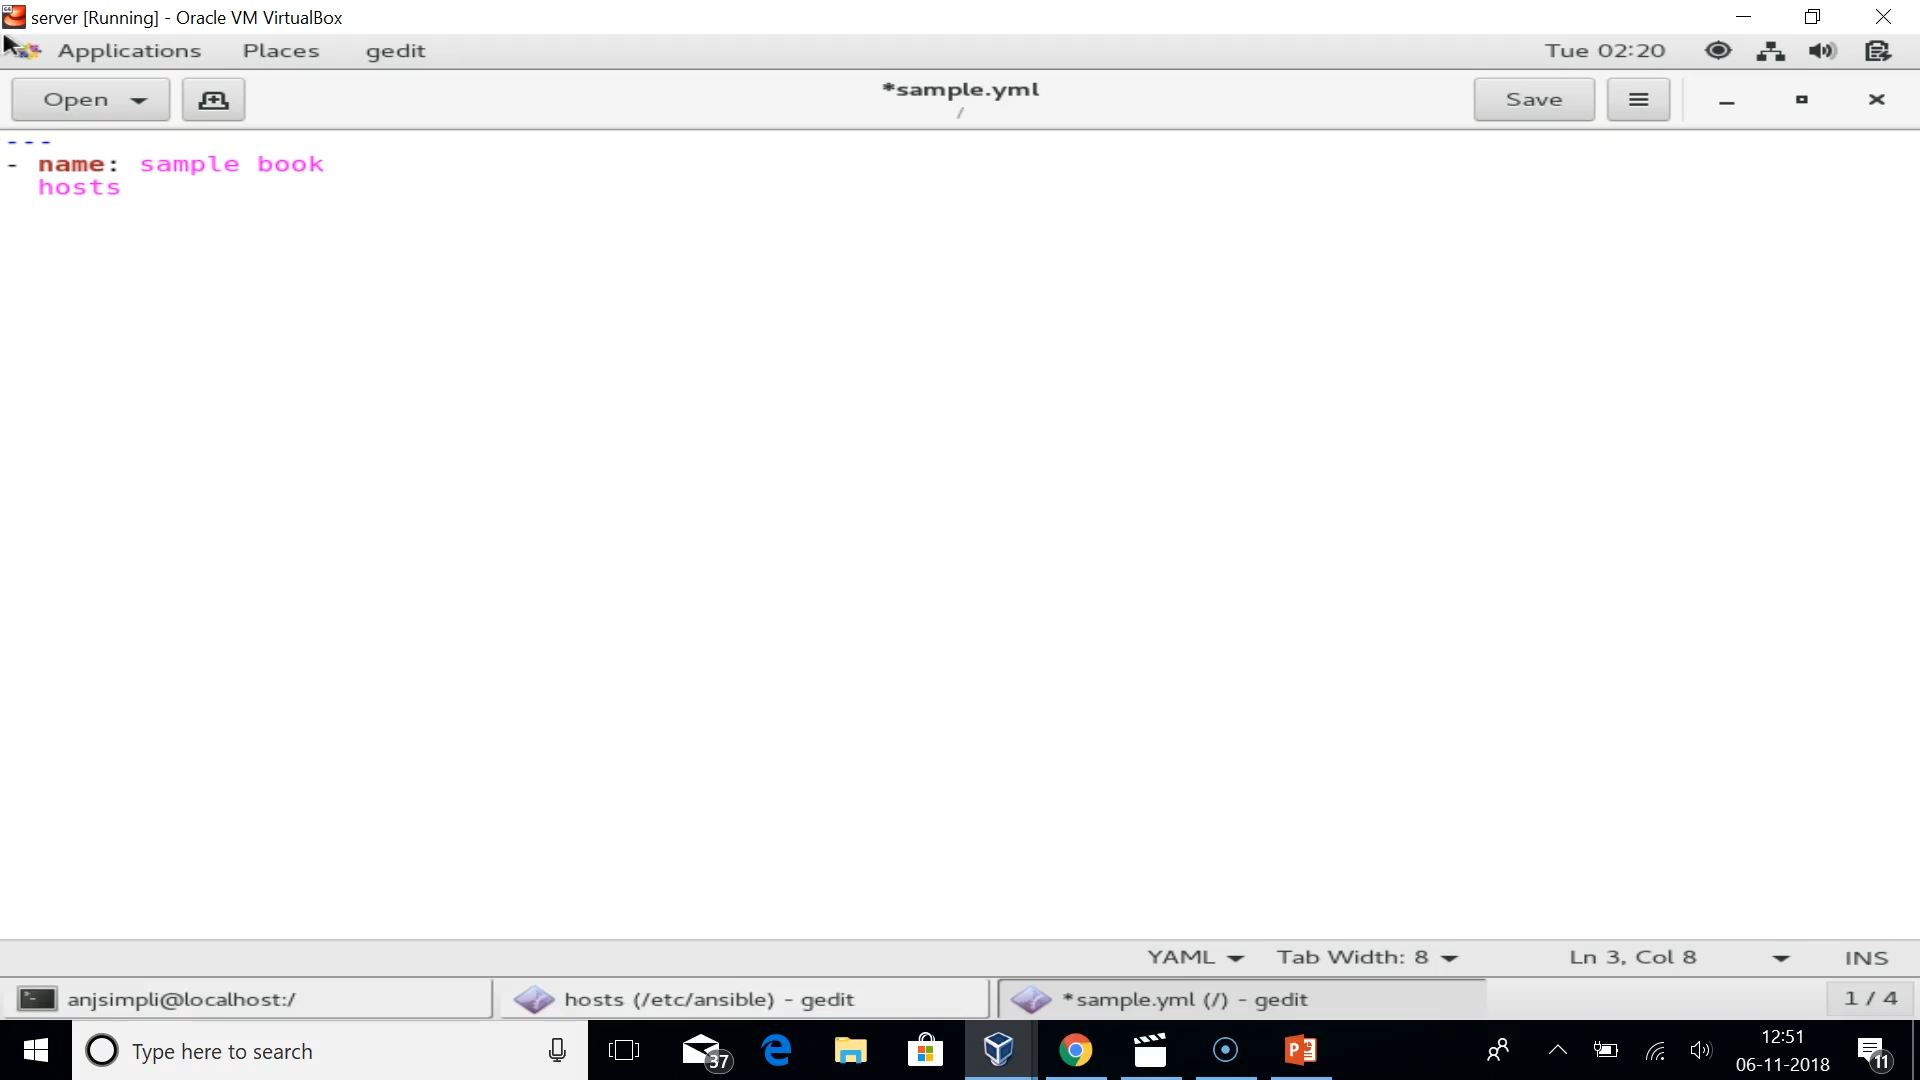 server [Running] - Oracle VM VirtualBox
Applications Places gedit Tue 02:20
Open *sample.yml Save
/
---
- name: sample book
hosts
YAML Tab Width: 8 Ln 3, Col 8 INS
anjsimpli@localhost:/ hosts (/etc/ansible) - gedit *sample.yml (/) - gedit 1 / 4
Type here to search 37 12:51
06-11-2018 11